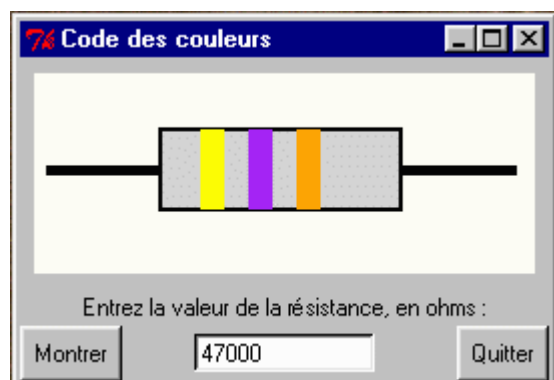 Code des couleurs
Entrez la valeur de la résistance, en ohms :
Montrer 47000 Quitter